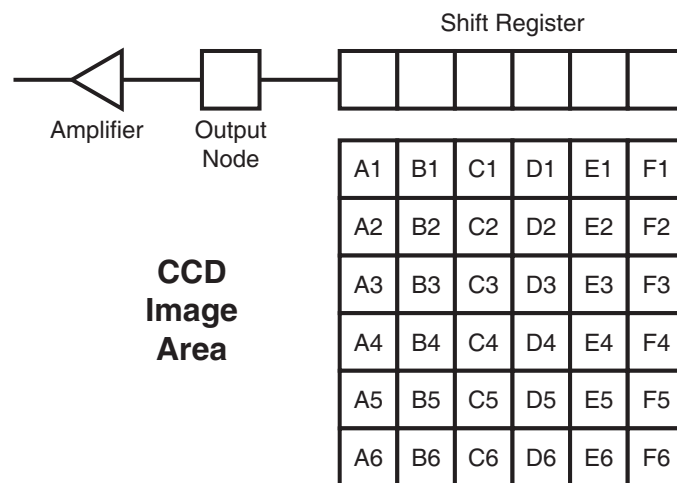 Shift Register
Amplifier
Output
Node
A1 B1 C1 D1 E1 F1
A2 B2 C2 D2 E2 F2
A3 B3 C3 D3 E3 F3
A4 B4 C4 D4 E4 F4
A5 B5 C5 D5 E5 F5
A6 B6 C6 D6 E6 F6
CCD
Image
Area